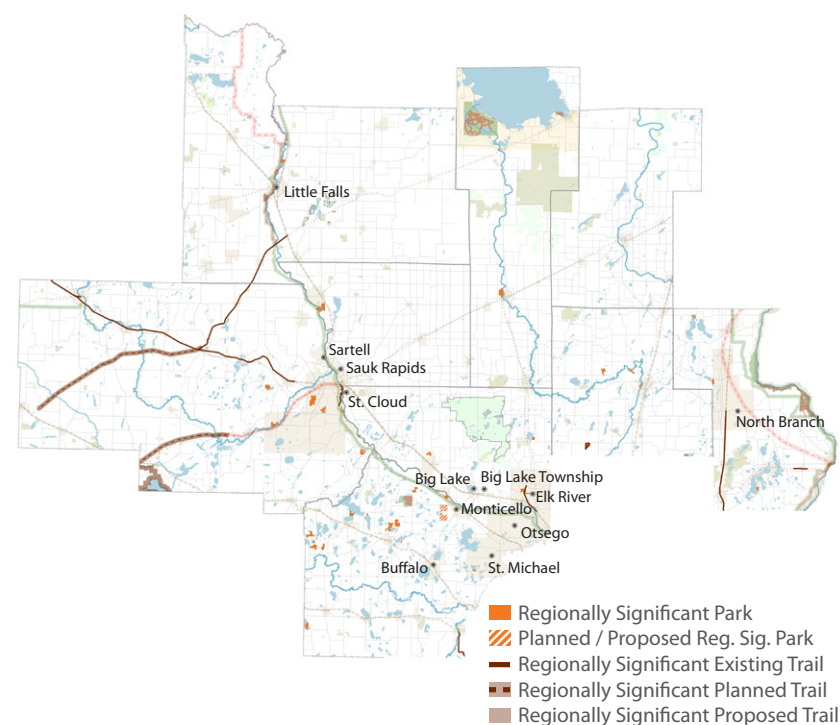 Little Falls
Sartell
Sauk Rapids
St. Cloud
North Branch
Big Lake
Big Lake Township
Elk River
Monticello
Otsego
Buffalo
St. Michael
Regionally Significant Park
Planned / Proposed Reg. Sig. Park
Regionally Significant Existing Trail
Regionally Significant Planned Trail
Regionally Significant Proposed Trail